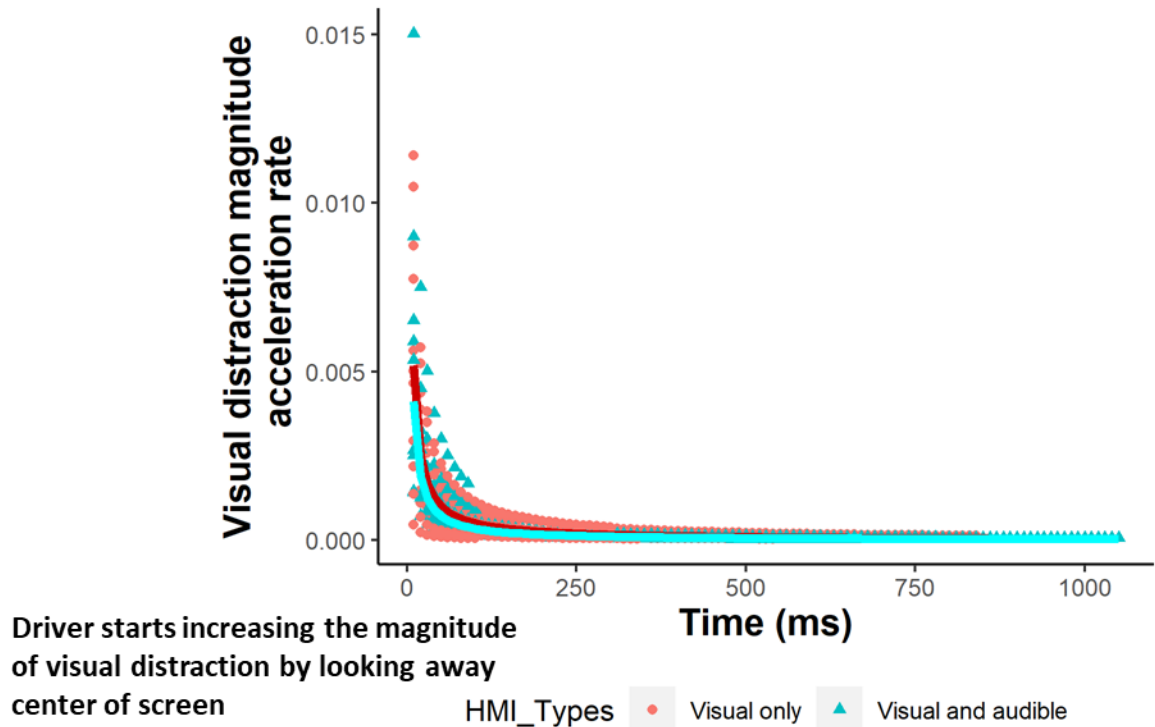 Visual distraction magnitude
acceleration rate
0.015
0.010
0.005
0.000
0
250
500
750
1000
Time (ms)
Driver starts increasing the magnitude
of visual distraction by looking away
center of screen
HMI_Types
Visual only
Visual and audible